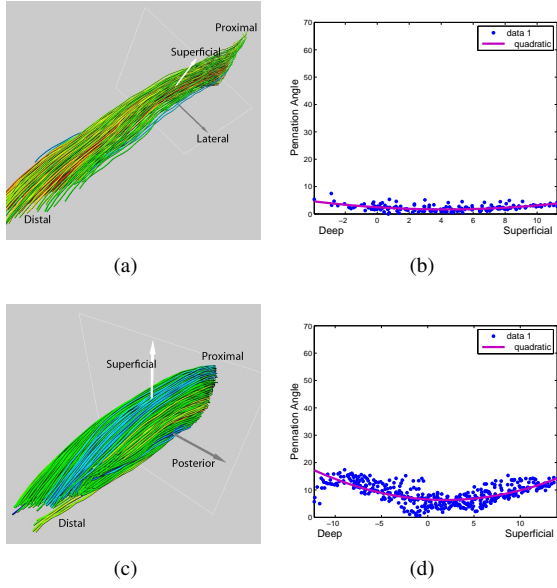 Proximal
Superficial
Lateral
Distal
(a)
Pennation Angle
70
60
50
40
30
20
10
0
−2 0 2 4 6 8 10
Deep Superficial
data 1
quadratic
(b)
Superficial
Proximal
Posterior
Distal
(c)
Pennation Angle
70
60
50
40
30
20
10
0
−10 −5 0 5 10
Deep Superficial
data 1
quadratic
(d)